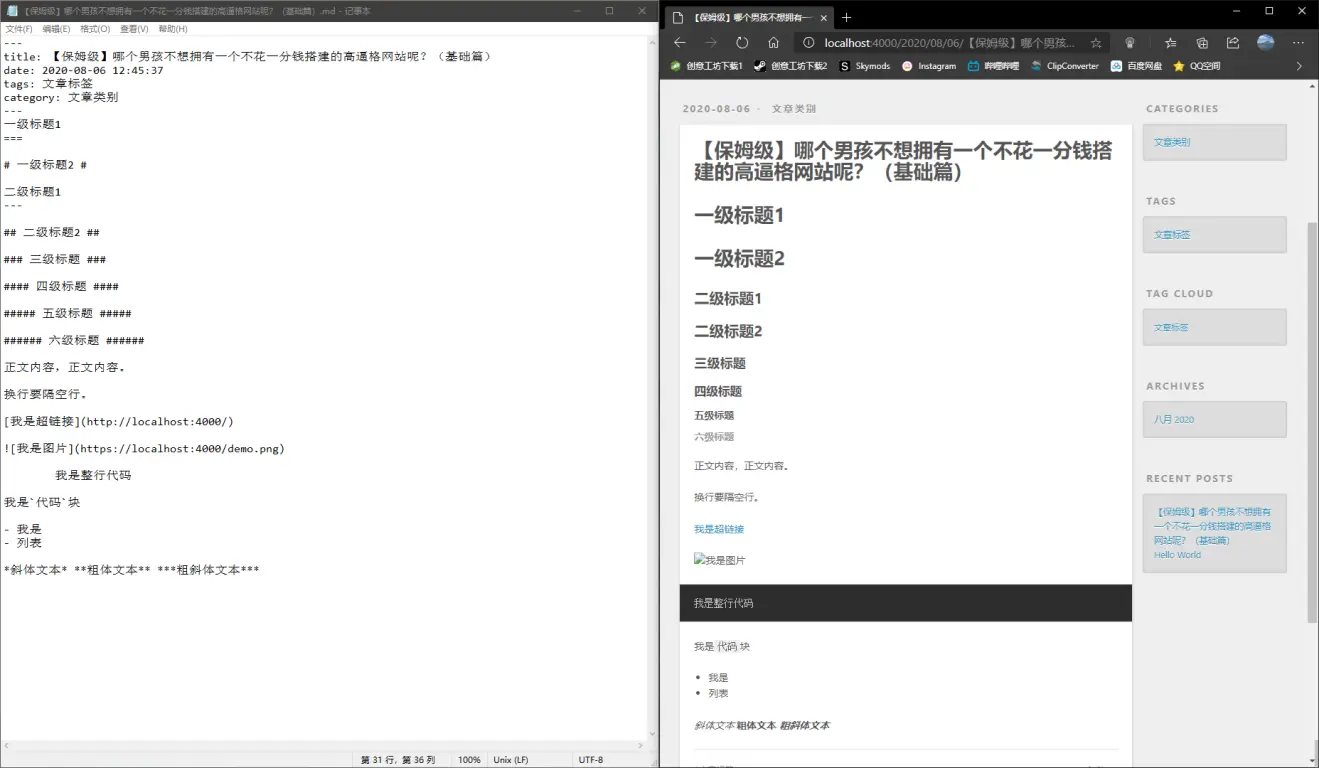 【保姆级】哪个男孩不想拥有一个不花一分钱搭建的高逼格网站呢？（基础篇）.md - 记事本
文件(F) 编辑(E) 格式(O) 查看(V) 帮助(H)
---
title: 【保姆级】哪个男孩不想拥有一个不花一分钱搭建的高逼格网站呢？（基础篇）
date: 2020-08-06 12:45:37
tags: 文章标签
category: 文章类别
---
一级标题1
===
# 一级标题2 #
二级标题1
---
## 二级标题2 ##
### 三级标题 ###
#### 四级标题 ####
##### 五级标题 #####
###### 六级标题 ######
正文内容，正文内容。
换行要隔空行。
[我是超链接](http://localhost:4000/)
![我是图片](https://localhost:4000/demo.png)
我是整行代码
我是`代码`块
- 我是
- 列表
*斜体文本* **粗体文本** ***粗斜体文本***
第 31 行，第 36 列 100% Unix (LF) UTF-8
【保姆级】哪个男孩不想拥有一
localhost:4000/2020/08/06/【保姆级】哪个男孩...
创意工坊下载1 创意工坊下载2 Skymods Instagram 哔哩哔哩 ClipConverter 百度网盘 QQ空间
2020-08-06 · 文章类别
【保姆级】哪个男孩不想拥有一个不花一分钱搭
建的高逼格网站呢？（基础篇）
一级标题1
一级标题2
二级标题1
二级标题2
三级标题
四级标题
五级标题
六级标题
正文内容，正文内容。
换行要隔空行。
我是超链接
我是图片
我是整行代码
我是 代码 块
• 我是
• 列表
斜体文本 粗体文本 粗斜体文本
CATEGORIES
文章类别
TAGS
文章标签
TAG CLOUD
文章标签
ARCHIVES
八月 2020
RECENT POSTS
【保姆级】哪个男孩不想拥有
一个不花一分钱搭建的高逼格
网站呢？（基础篇）
Hello World